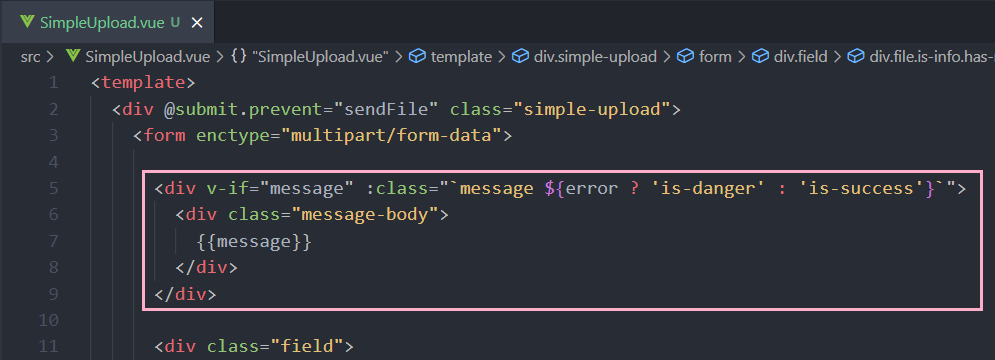 SimpleUpload.vue U ×
src > SimpleUpload.vue > {} "SimpleUpload.vue" > template > div.simple-upload > form > div.field > div.file.is-info.has-
1 <template>
2 <div @submit.prevent="sendFile" class="simple-upload">
3 <form enctype="multipart/form-data">
4
5 <div v-if="message" :class="`message ${error ? 'is-danger' : 'is-success'}`">
6 <div class="message-body">
7 {{message}}
8 </div>
9 </div>
10
11 <div class="field">